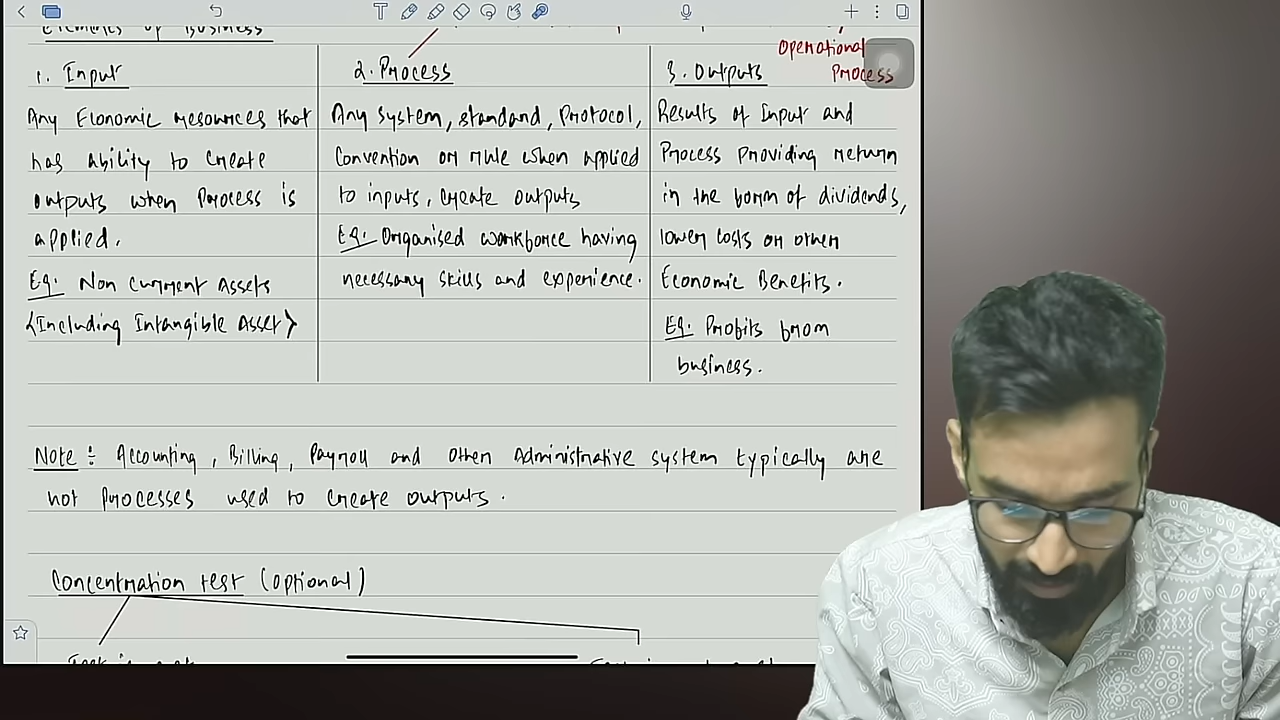 Elements of Business
Operational
Process
1. Input
Any Economic resources that
has ability to create
outputs when Process is
applied.
Eg: Non Current Assets
{Including Intangible Asset}
2. Process
Any System, standard, Protocol,
Convention or rule when applied
to inputs, create outputs
Eg: Organised workforce having
necessary skills and experience.
3. Outputs
Results of Input and
Process Providing return
in the form of dividends,
lower costs or other
Economic Benefits.
Eg. Profits from
business.
Note: Accounting, Billing, Payroll and other Administrative system typically are
not Processes used to create outputs.
Concentration test (optional)